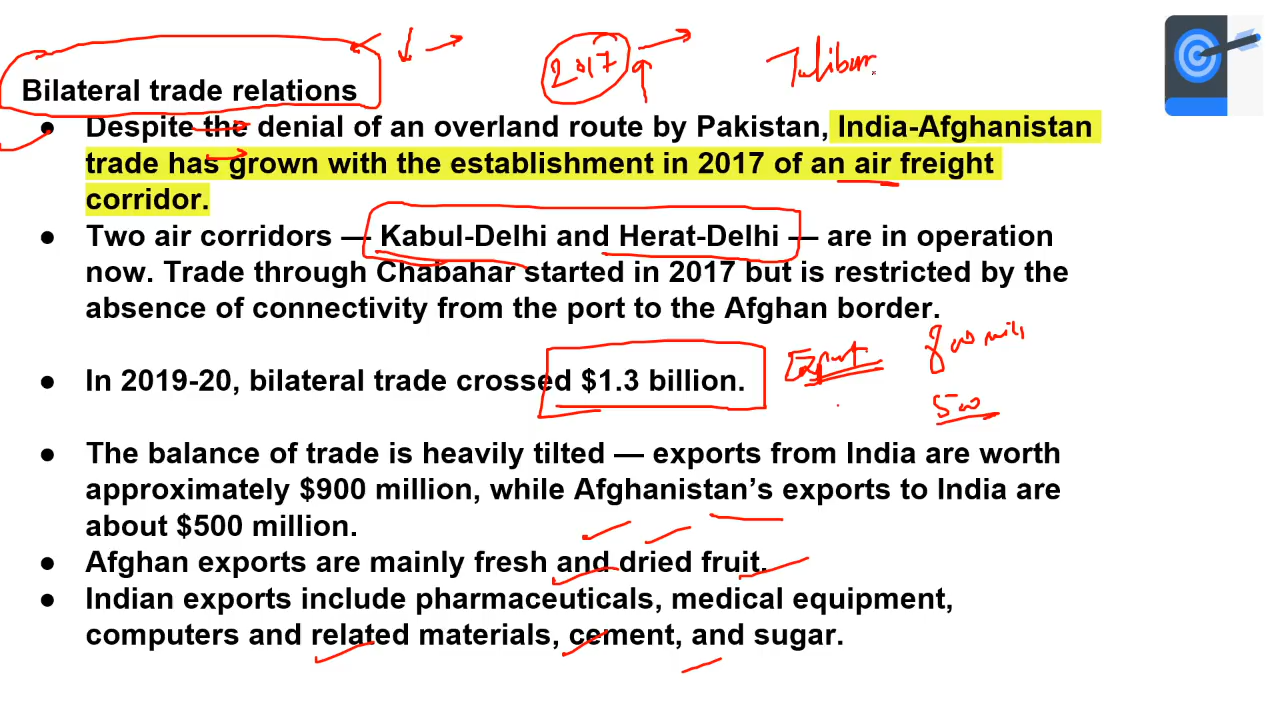 2017
Taliban
Bilateral trade relations
● Despite the denial of an overland route by Pakistan, India-Afghanistan
trade has grown with the establishment in 2017 of an air freight
corridor.
● Two air corridors — Kabul-Delhi and Herat-Delhi — are in operation
now. Trade through Chabahar started in 2017 but is restricted by the
absence of connectivity from the port to the Afghan border.
● In 2019-20, bilateral trade crossed $1.3 billion.
Export
500
● The balance of trade is heavily tilted — exports from India are worth
approximately $900 million, while Afghanistan’s exports to India are
about $500 million.
● Afghan exports are mainly fresh and dried fruit.
● Indian exports include pharmaceuticals, medical equipment,
computers and related materials, cement, and sugar.